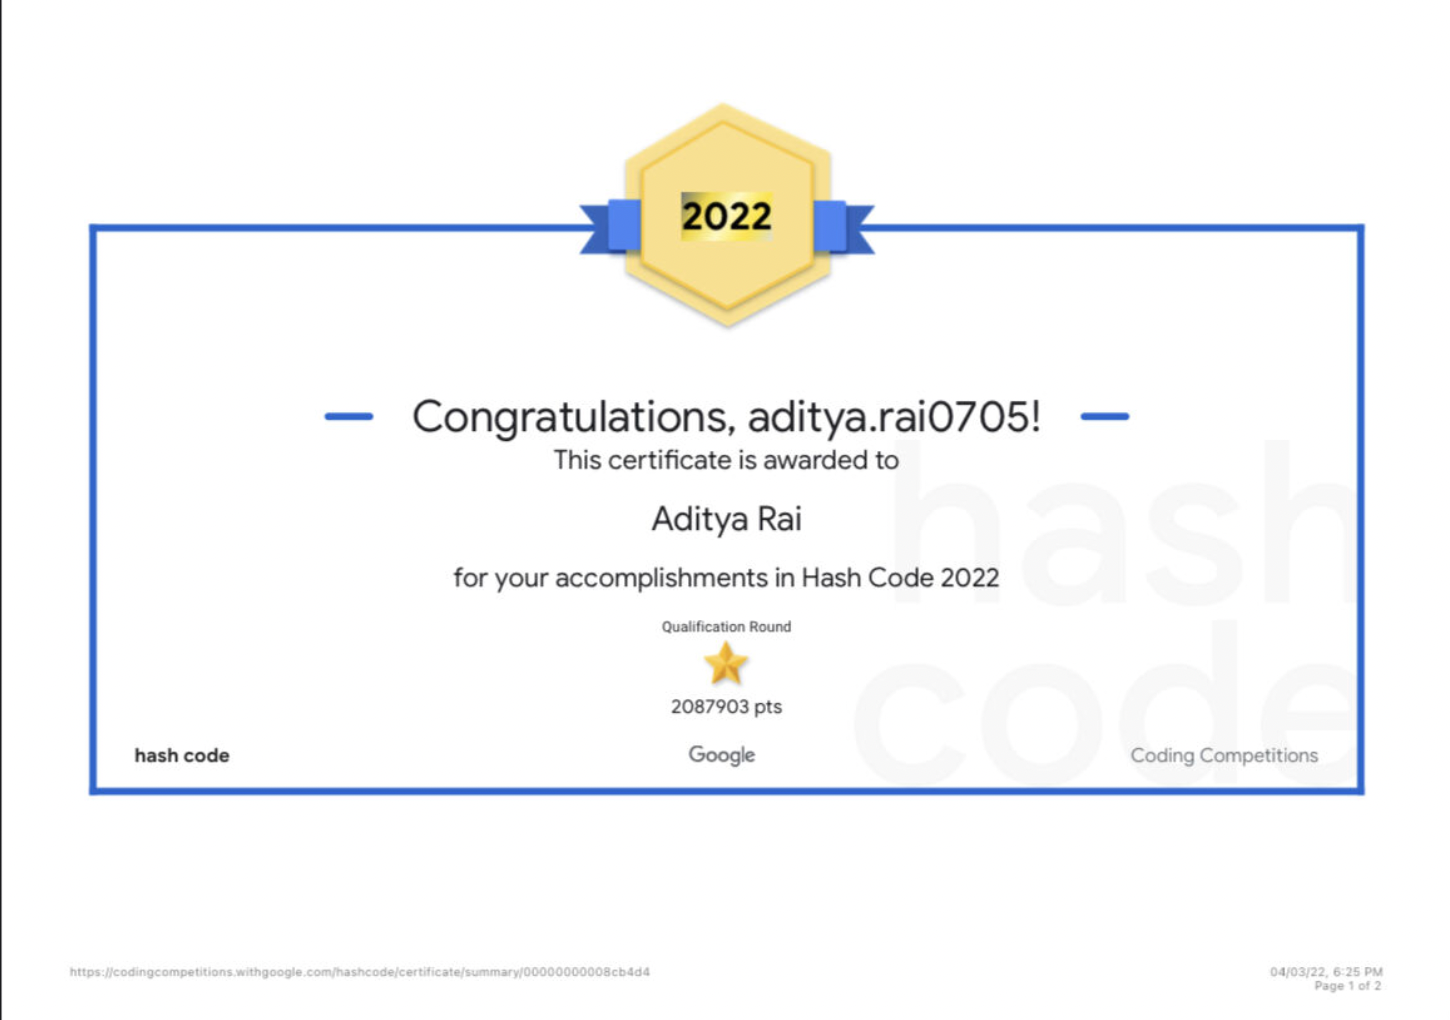 2022
Congratulations, aditya.rai0705!
This certificate is awarded to
Aditya Rai
for your accomplishments in Hash Code 2022
Qualification Round
2087903 pts
hash code
Google
Coding Competitions
hash
code
https://codingcompetitions.withgoogle.com/hashcode/certificate/summary/00000000008cb4d4
04/03/22, 6:25 PM
Page 1 of 2